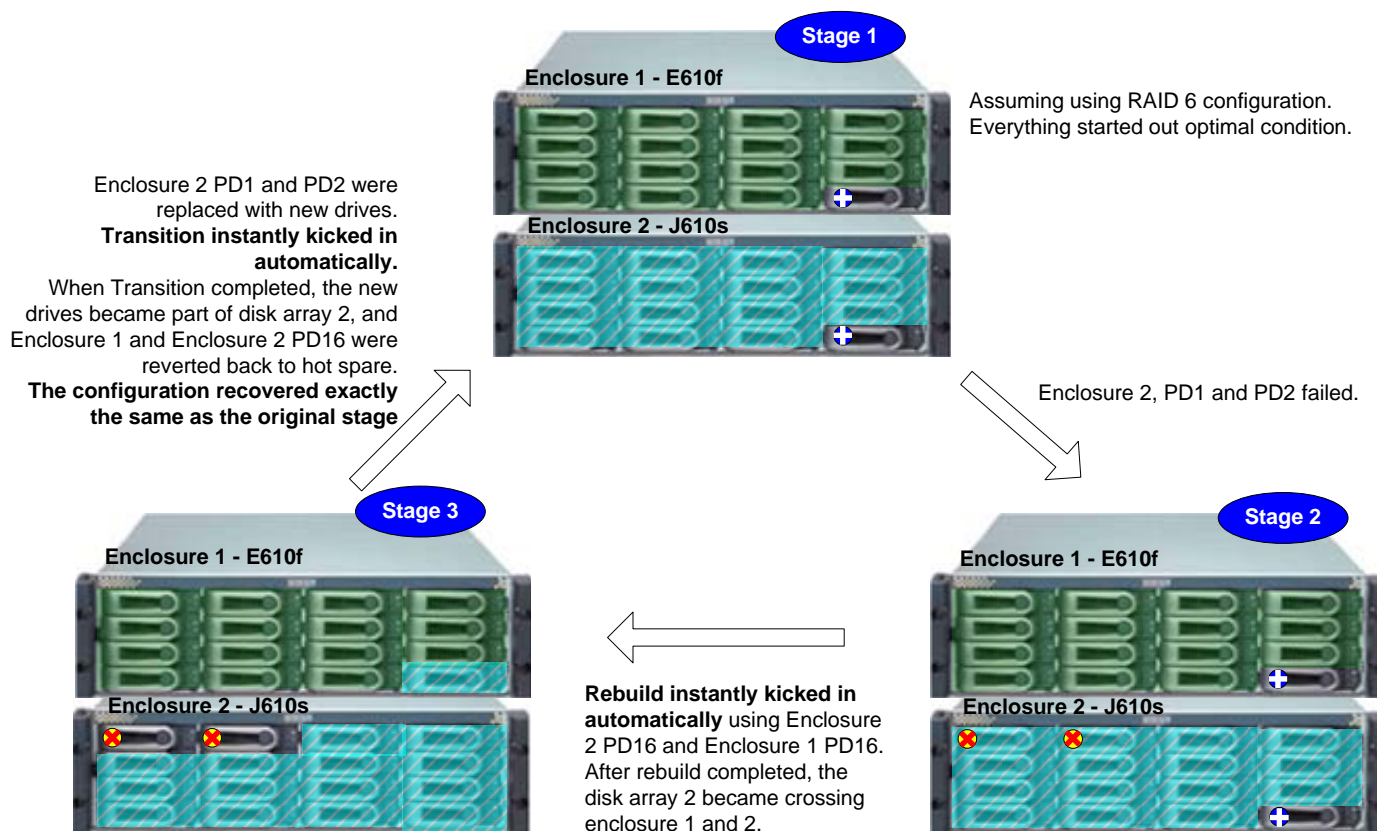 Stage 1
Enclosure 1 - E610f
Enclosure 2 - J610s
Assuming using RAID 6 configuration.
Everything started out optimal condition.
Enclosure 2, PD1 and PD2 failed.
Stage 2
Enclosure 1 - E610f
Enclosure 2 - J610s
Rebuild instantly kicked in
automatically using Enclosure
2 PD16 and Enclosure 1 PD16.
After rebuild completed, the
disk array 2 became crossing
enclosure 1 and 2.
Stage 3
Enclosure 1 - E610f
Enclosure 2 - J610s
Enclosure 2 PD1 and PD2 were
replaced with new drives.
Transition instantly kicked in
automatically.
When Transition completed, the new
drives became part of disk array 2, and
Enclosure 1 and Enclosure 2 PD16 were
reverted back to hot spare.
The configuration recovered exactly
the same as the original stage